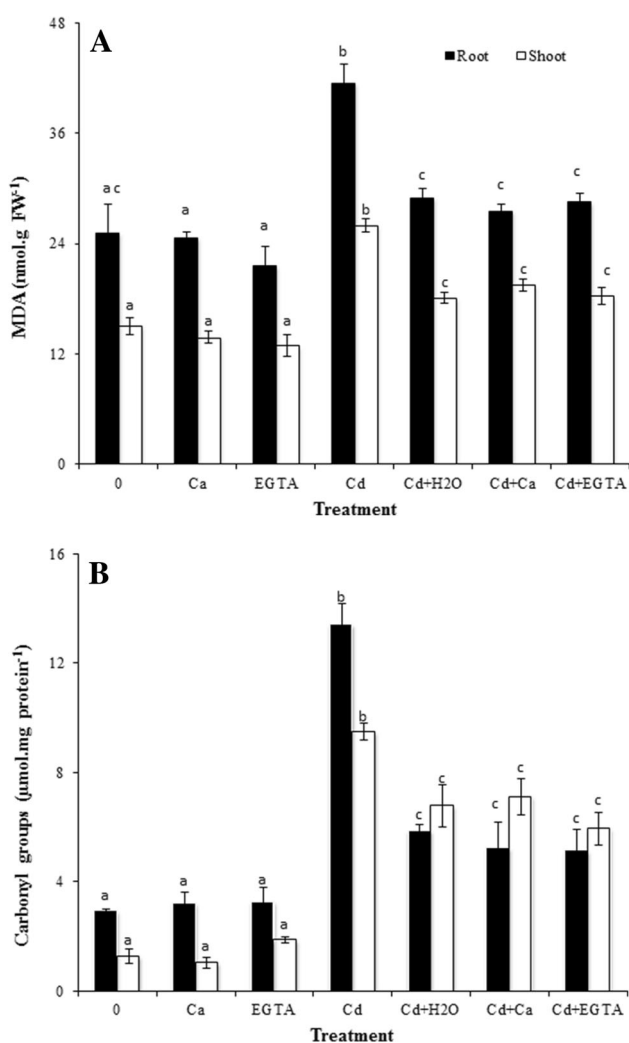 A
Root Shoot
MDA (nmol.g FW-1)
48
36
24
12
0
a c a a b c c c
a a a b c c c
0 Ca EGTA Cd Cd+H2O Cd+Ca Cd+EGTA
Treatment
B
Carbonyl groups (µmol.mg protein-1)
16
12
8
4
0
a a a b c c c
a a a b c c c
0 Ca EGTA Cd Cd+H2O Cd+Ca Cd+EGTA
Treatment